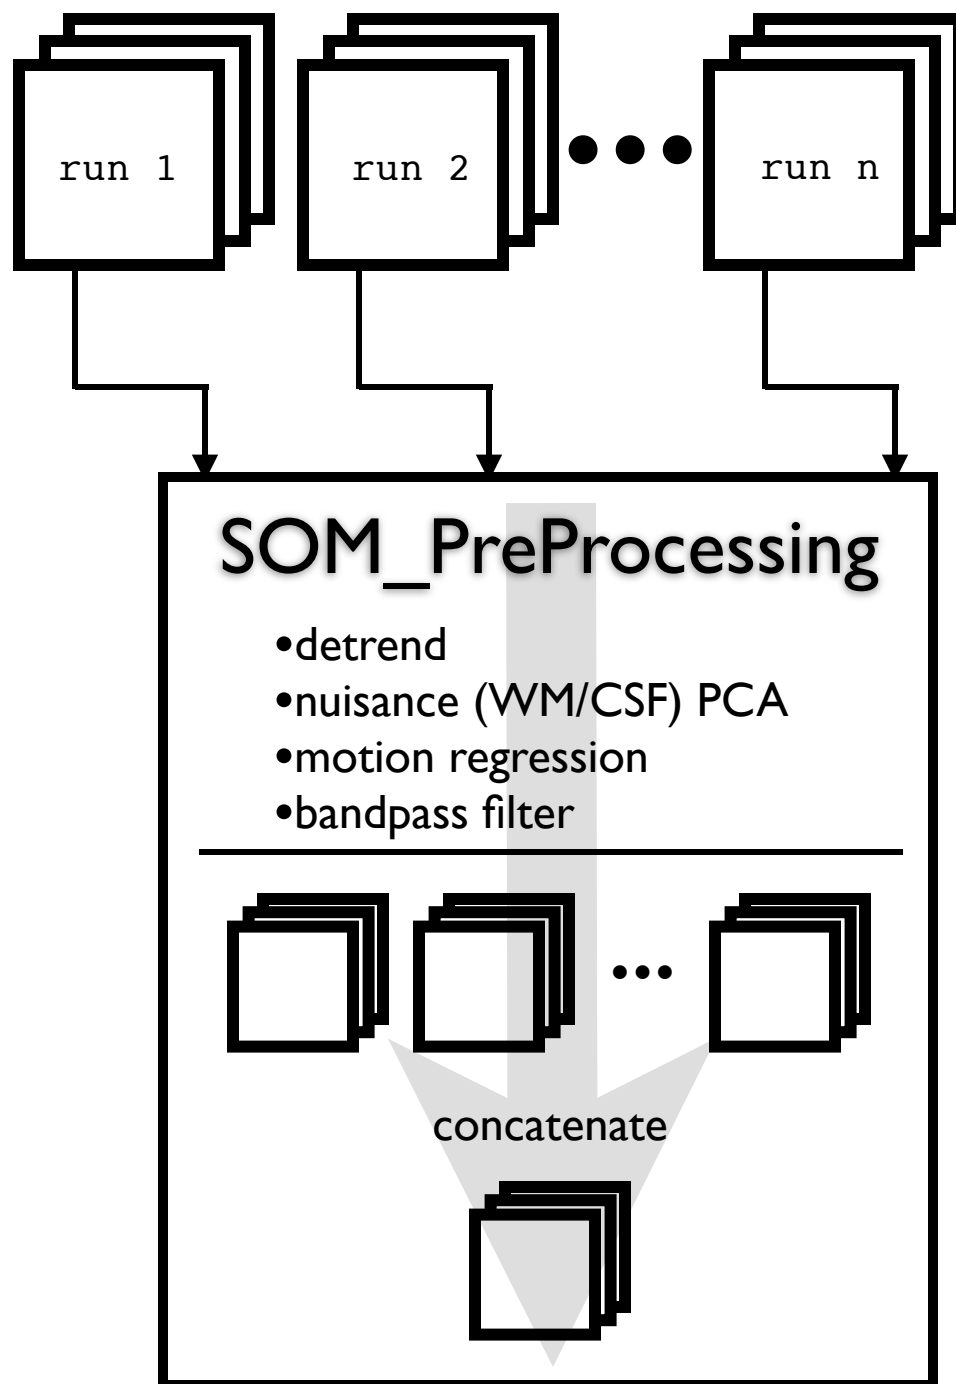 run 1
run 2
run n
SOM_PreProcessing
•detrend
•nuisance (WM/CSF) PCA
•motion regression
•bandpass filter
concatenate